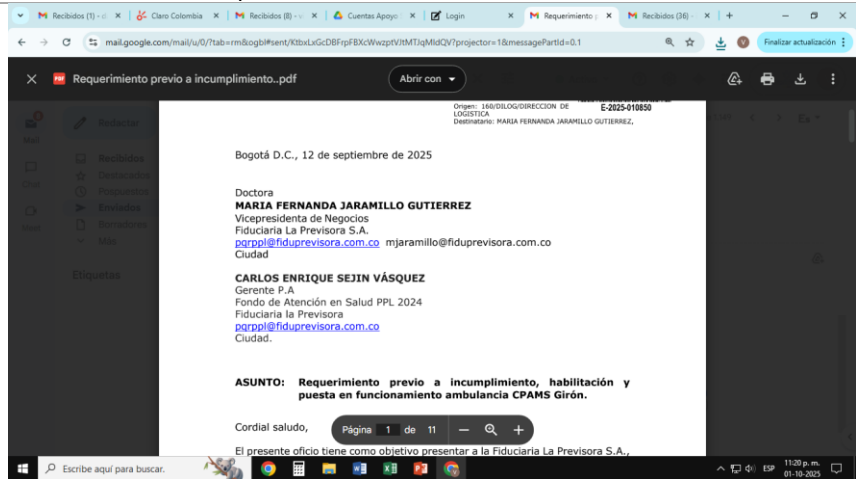 Recibidos (1) - d
Claro Colombia
Recibidos (8) - vi
Cuentas Apoyo
Login
Requerimiento p
Recibidos (36) -
mail.google.com/mail/u/0/?tab=rm&ogbl#sent/KtbxLxGcDBFrpFBXcWwzptVJtMTJqMldQV?projector=1&messagePartId=0.1
Finalizar actualización
Requerimiento previo a incumplimiento..pdf
Abrir con
Mail
Chat
Meet
Redactar
Recibidos
Destacados
Pospuestos
Enviados
Borradores
Más
Etiquetas
Es
Origen: 160/DILOG/DIRECCION DE
LOGISTICA
E-2025-010850
Destinatario: MARIA FERNANDA JARAMILLO GUTIERREZ,
Bogotá D.C., 12 de septiembre de 2025
Doctora
MARIA FERNANDA JARAMILLO GUTIERREZ
Vicepresidenta de Negocios
Fiduciaria La Previsora S.A.
pqrppl@fiduprevisora.com.co mjaramillo@fiduprevisora.com.co
Ciudad
CARLOS ENRIQUE SEJIN VÁSQUEZ
Gerente P.A
Fondo de Atención en Salud PPL 2024
Fiduciaria la Previsora
pqrppl@fiduprevisora.com.co
Ciudad.
ASUNTO: Requerimiento previo a incumplimiento, habilitación y
puesta en funcionamiento ambulancia CPAMS Girón.
Cordial saludo,
Página 1 de 11
El presente oficio tiene como objetivo presentar a la Fiduciaria La Previsora S.A.,
Escribe aquí para buscar.
ESP
11:20 p. m.
01-10-2025